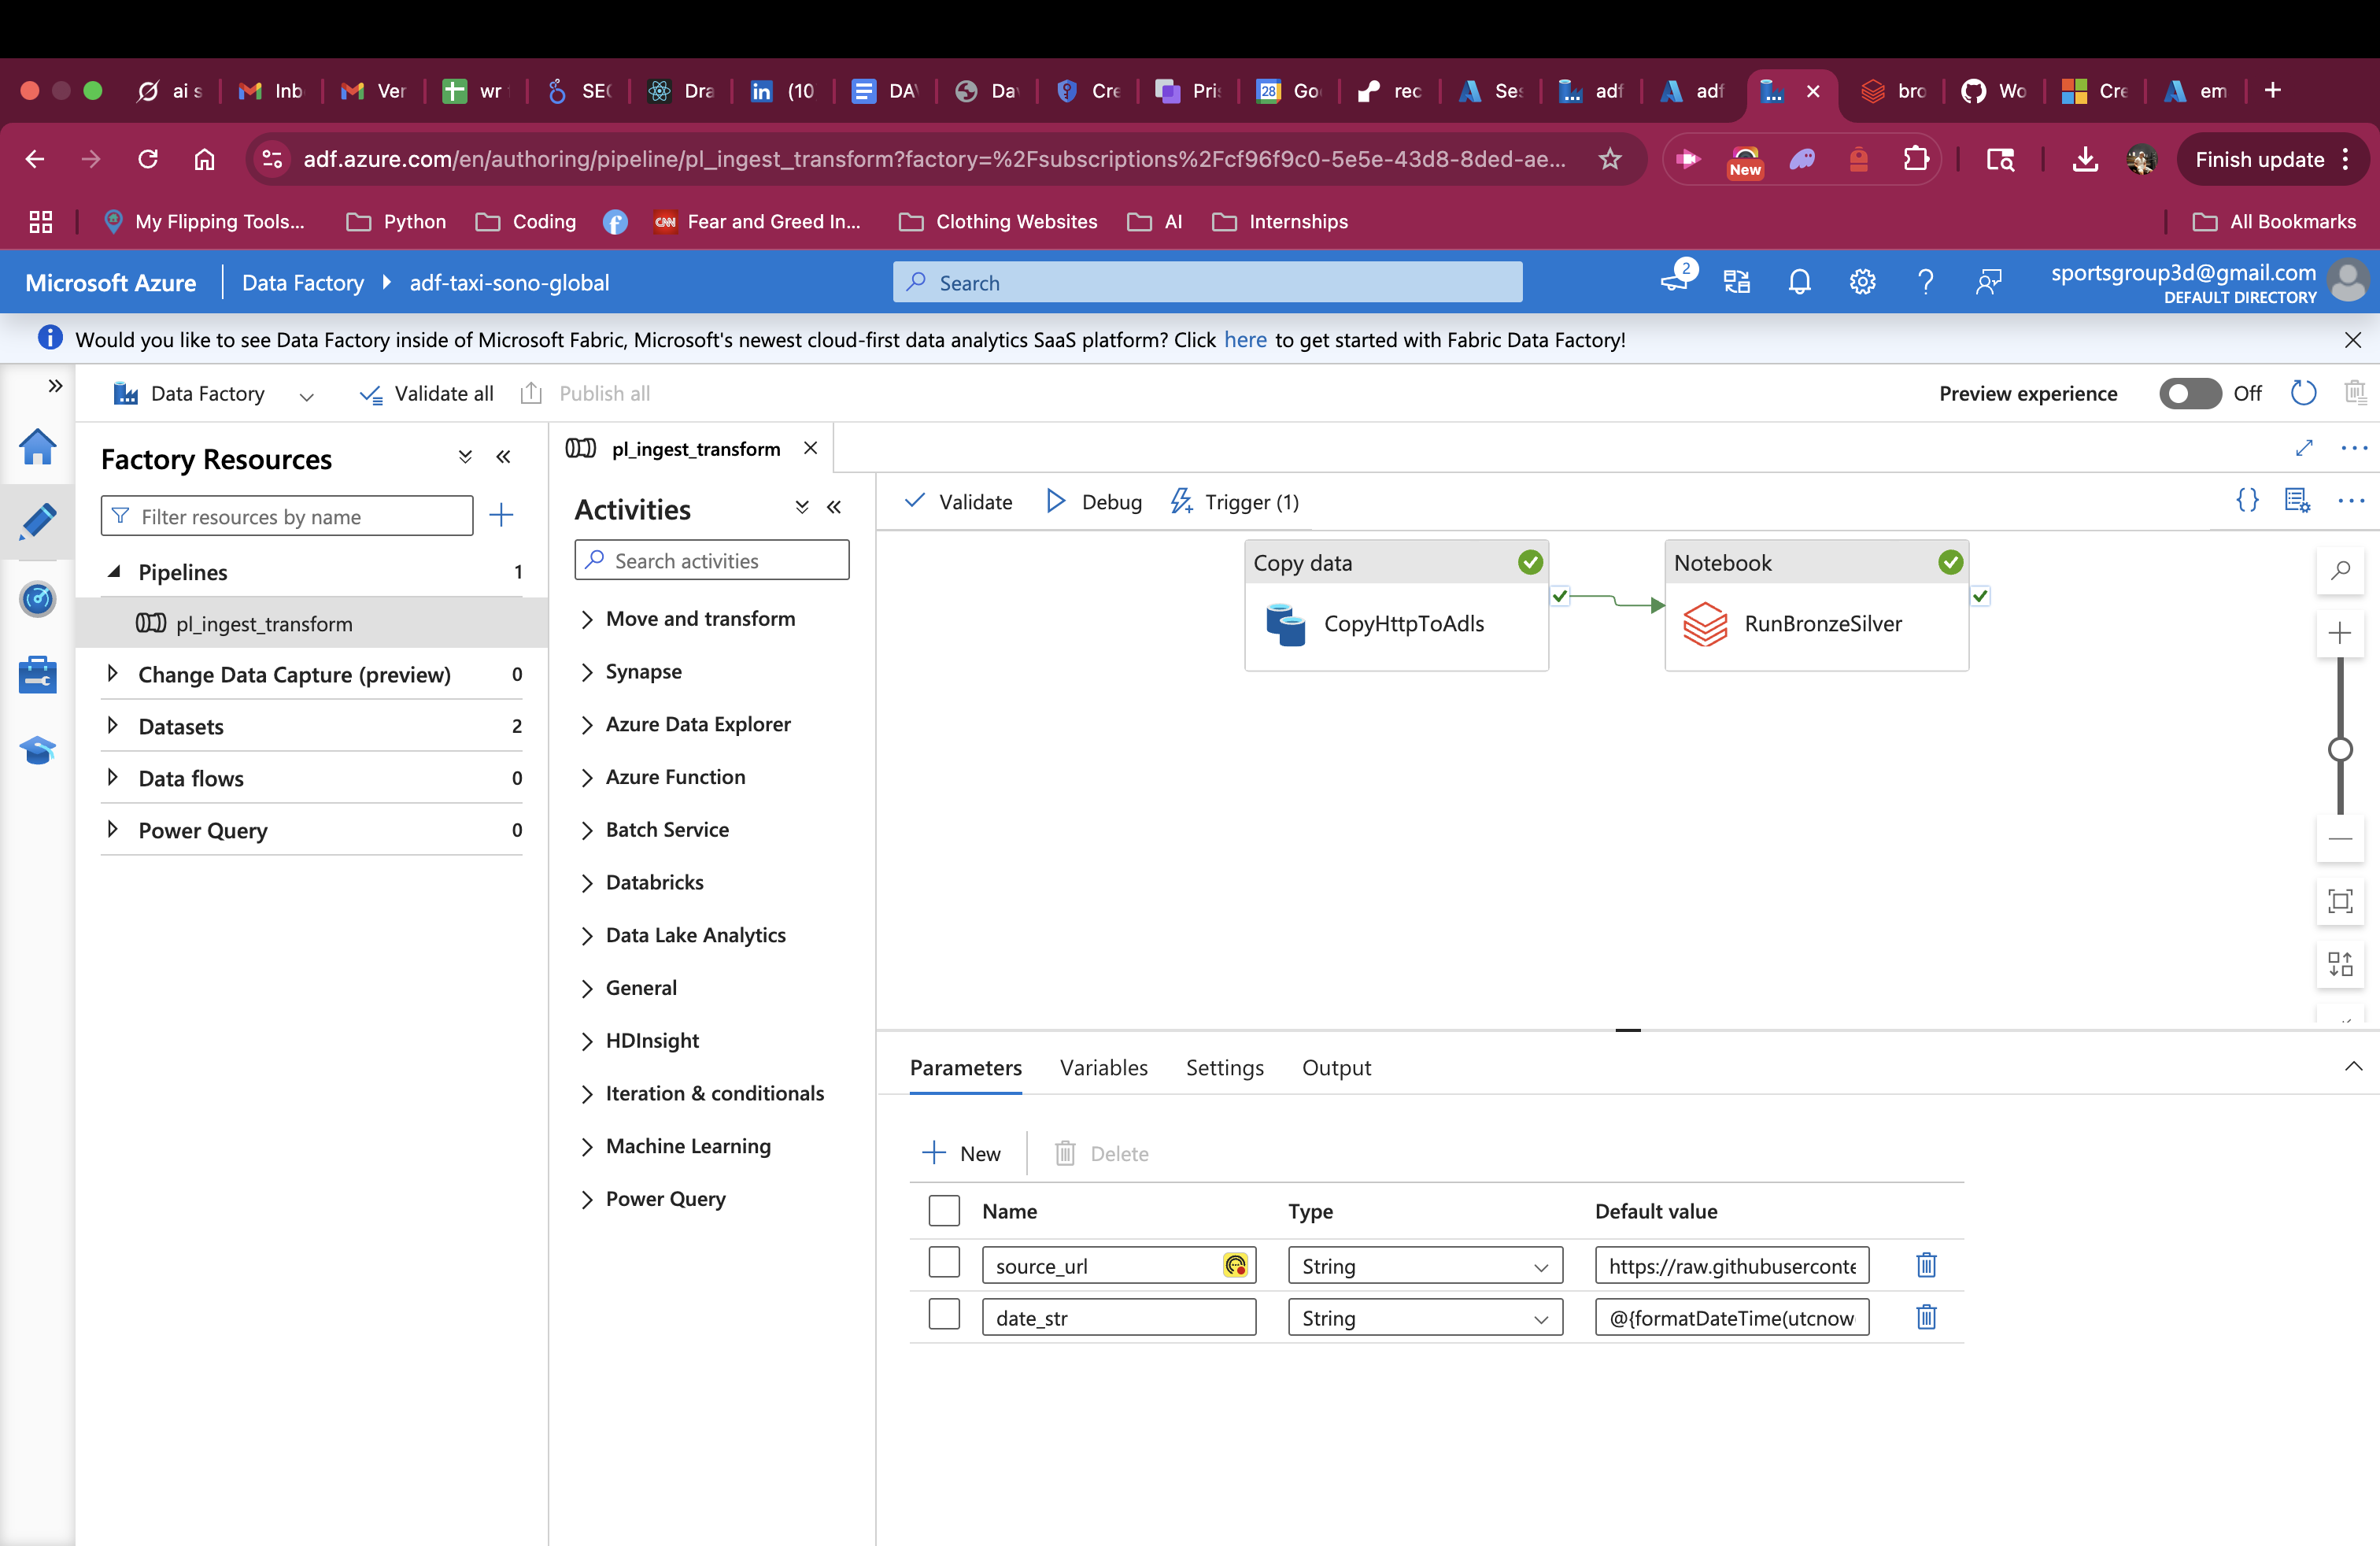 ai s
Inb
Ver
wr
SEC
Dra
(10
DAV
Da
Cre
Pris
Go
28
rec
Ses
adf
adf
bro
Wo
Cre
em
adf.azure.com/en/authoring/pipeline/pl_ingest_transform?factory=%2Fsubscriptions%2Fcf96f9c0-5e5e-43d8-8ded-ae...
New
Finish update
My Flipping Tools...
Python
Coding
CNN
Fear and Greed In...
Clothing Websites
AI
Internships
All Bookmarks
Microsoft Azure
Data Factory
adf-taxi-sono-global
Search
2
sportsgroup3d@gmail.com
DEFAULT DIRECTORY
Would you like to see Data Factory inside of Microsoft Fabric, Microsoft's newest cloud-first data analytics SaaS platform? Click here to get started with Fabric Data Factory!
Data Factory
Validate all
Publish all
Preview experience
Off
Factory Resources
Filter resources by name
Pipelines 1
pl_ingest_transform
Change Data Capture (preview) 0
Datasets 2
Data flows 0
Power Query 0
pl_ingest_transform
Activities
Search activities
Move and transform
Synapse
Azure Data Explorer
Azure Function
Batch Service
Databricks
Data Lake Analytics
General
HDInsight
Iteration & conditionals
Machine Learning
Power Query
Validate
Debug
Trigger (1)
Copy data
CopyHttpToAdls
Notebook
RunBronzeSilver
Parameters
Variables
Settings
Output
New
Delete
Name Type Default value
source_url String https://raw.githubuserconte
date_str String @{formatDateTime(utcnow